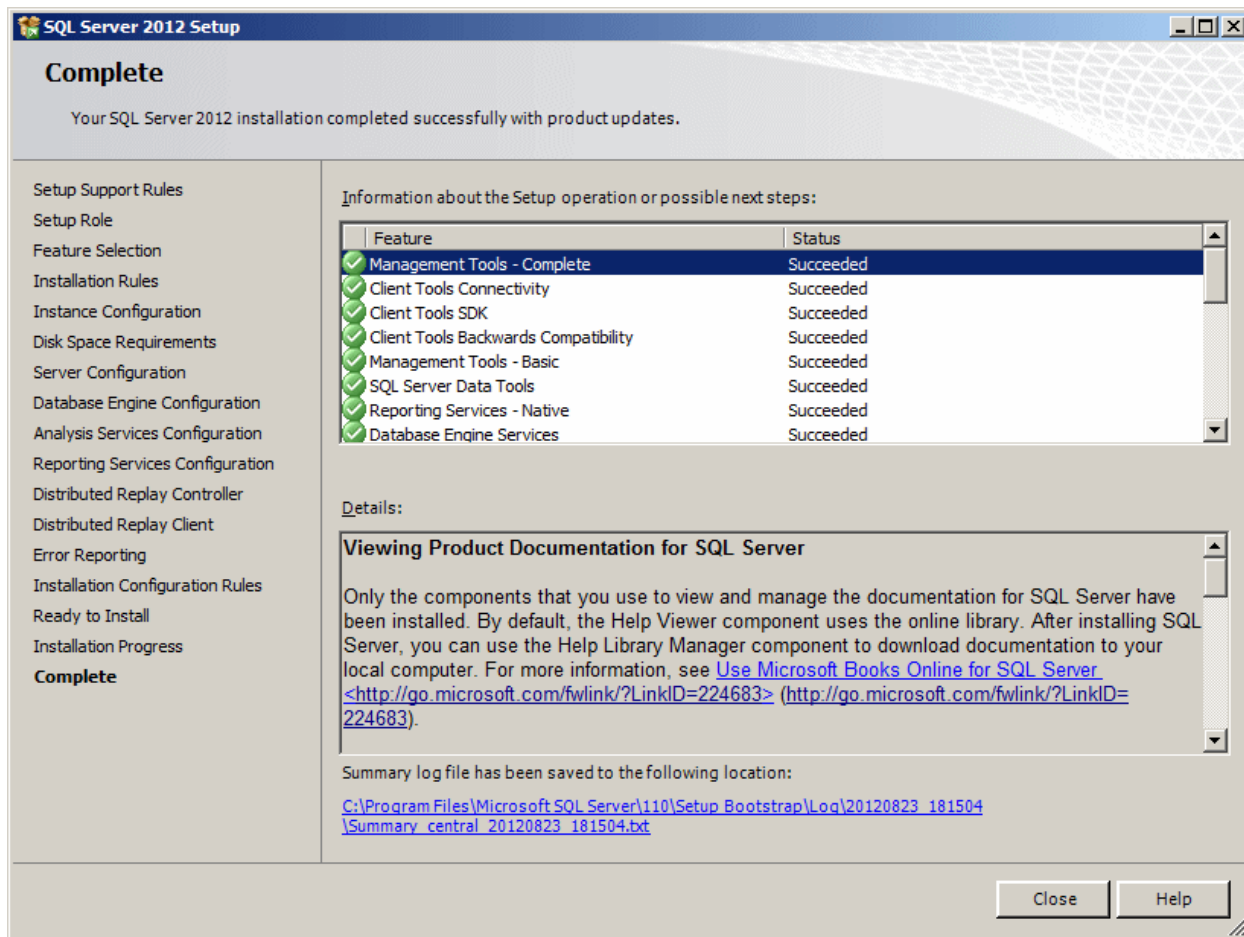 SQL Server 2012 Setup
Complete
Your SQL Server 2012 installation completed successfully with product updates.
Setup Support Rules
Setup Role
Feature Selection
Installation Rules
Instance Configuration
Disk Space Requirements
Server Configuration
Database Engine Configuration
Analysis Services Configuration
Reporting Services Configuration
Distributed Replay Controller
Distributed Replay Client
Error Reporting
Installation Configuration Rules
Ready to Install
Installation Progress
Complete
Information about the Setup operation or possible next steps:
Feature Status
Management Tools - Complete Succeeded
Client Tools Connectivity Succeeded
Client Tools SDK Succeeded
Client Tools Backwards Compatibility Succeeded
Management Tools - Basic Succeeded
SQL Server Data Tools Succeeded
Reporting Services - Native Succeeded
Database Engine Services Succeeded
Details:
Viewing Product Documentation for SQL Server
Only the components that you use to view and manage the documentation for SQL Server have
been installed. By default, the Help Viewer component uses the online library. After installing SQL
Server, you can use the Help Library Manager component to download documentation to your
local computer. For more information, see Use Microsoft Books Online for SQL Server
<http://go.microsoft.com/fwlink/?LinkID=224683> (http://go.microsoft.com/fwlink/?LinkID=
224683).
Summary log file has been saved to the following location:
C:\Program Files\Microsoft SQL Server\110\Setup Bootstrap\Log\20120823_181504
\Summary_central_20120823_181504.txt
Close Help